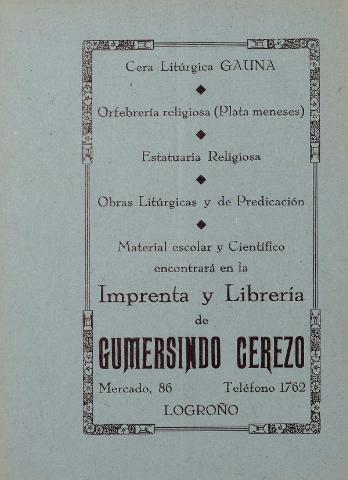 Cera Litúrgica GAUNA
Orfebrería religiosa (Plata meneses)
Estatuaria Religiosa
Obras Litúrgicas y de Predicación
Material escolar y Científico
encontrará en la
Imprenta y Librería
de
GUMERSINDO CEREZO
Mercado, 86 Teléfono 1762
LOGROÑO